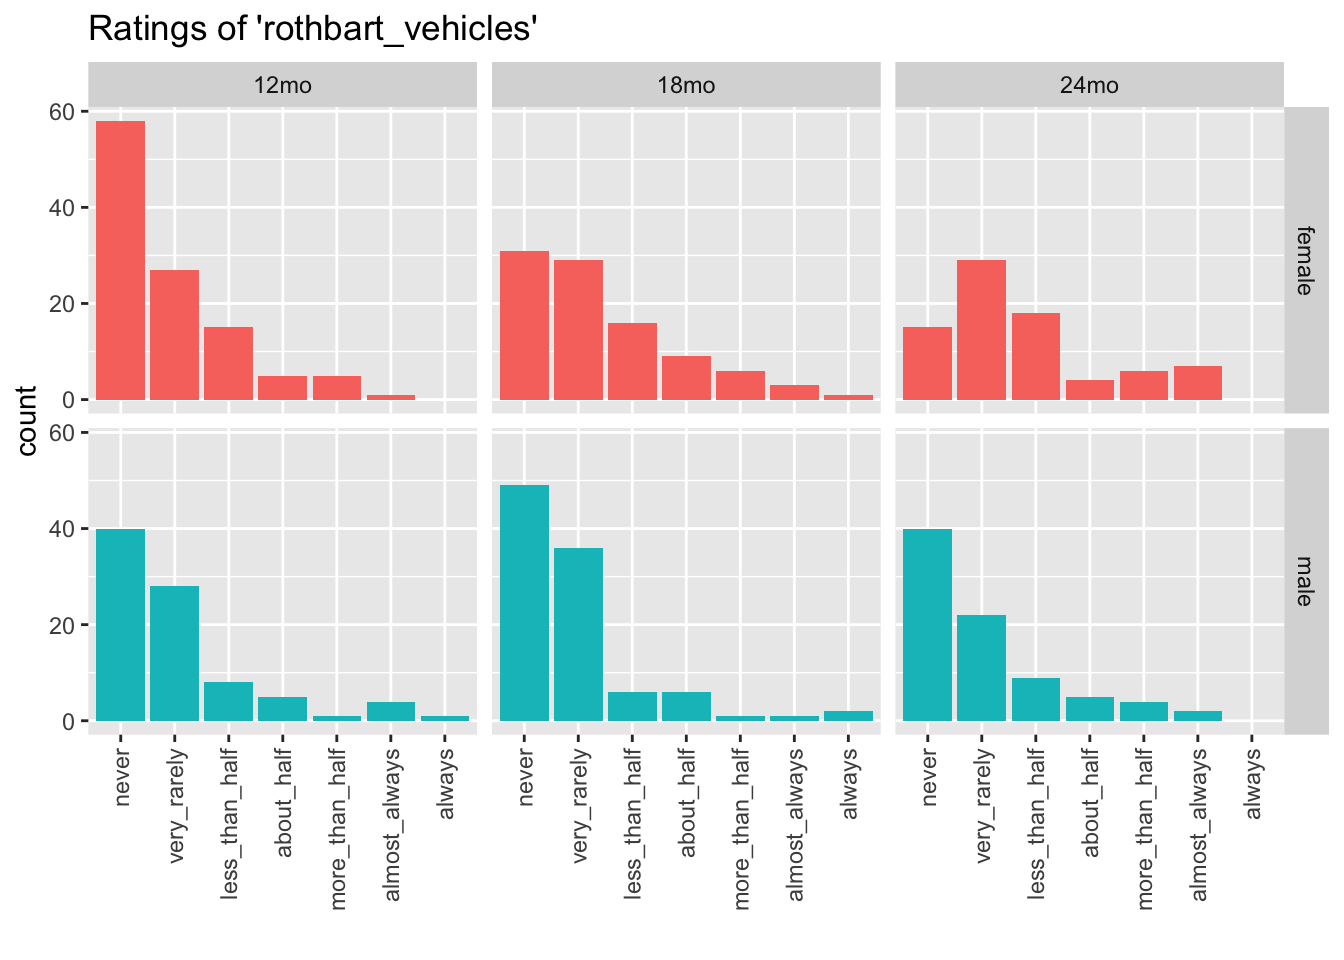 Ratings of 'rothbart_vehicles'
12mo 18mo 24mo
60
40
20
0
female
count
60
40
20
0
male
never very_rarely less_than_half about_half more_than_half almost_always always never very_rarely less_than_half about_half more_than_half almost_always always never very_rarely less_than_half about_half more_than_half almost_always always